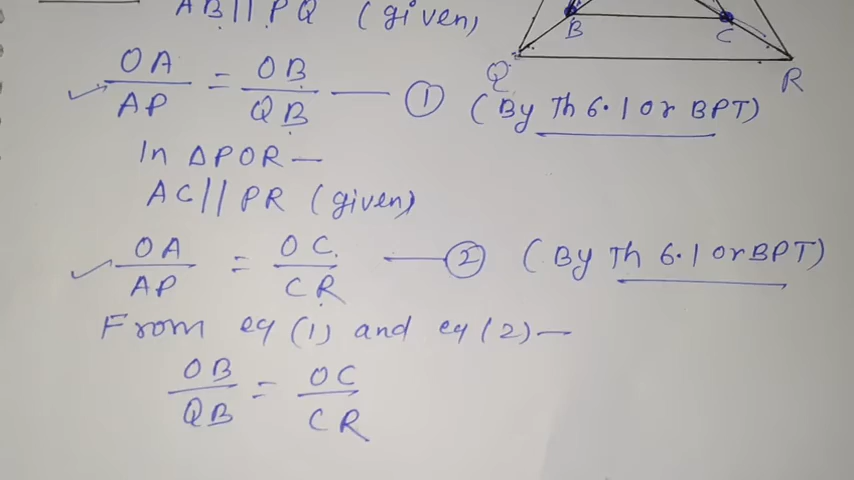 AB||PQ (given)
B
C
Q
R
OA/AP = OB/QB — ① (By Th 6.1 or BPT)
In ΔPOR—
AC||PR (given)
OA/AP = OC/CR — ② (By Th 6.1 or BPT)
From eq (1) and eq (2)—
OB/QB = OC/CR